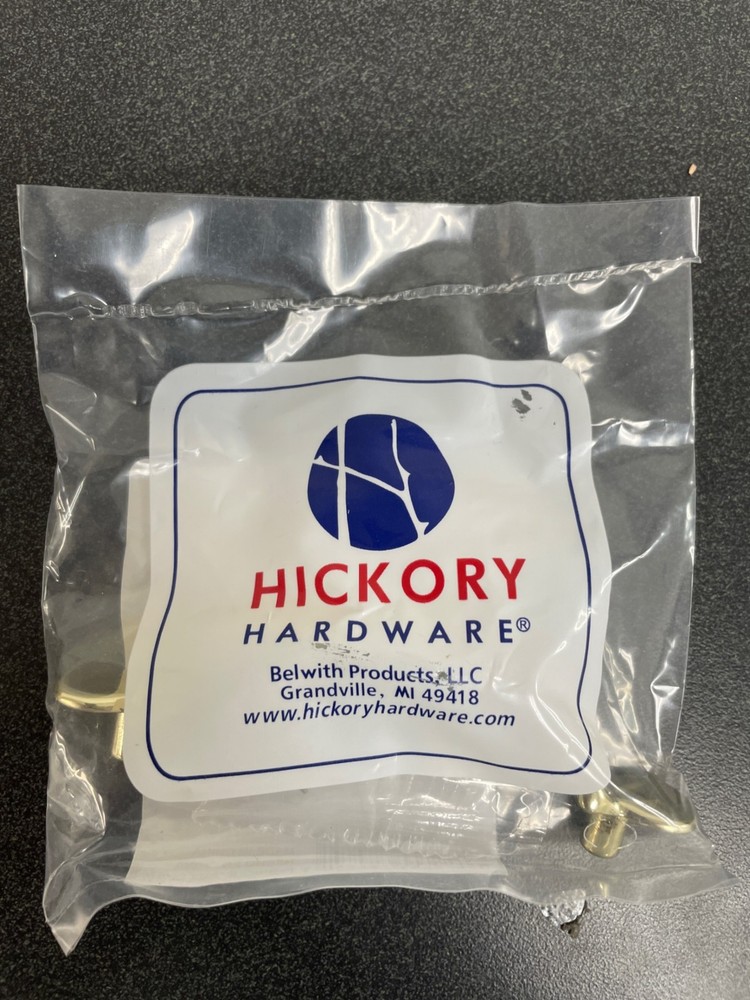 HICKORY
HARDWARE®
Belwith Products, LLC
Grandville, MI 49418
www.hickoryhardware.com